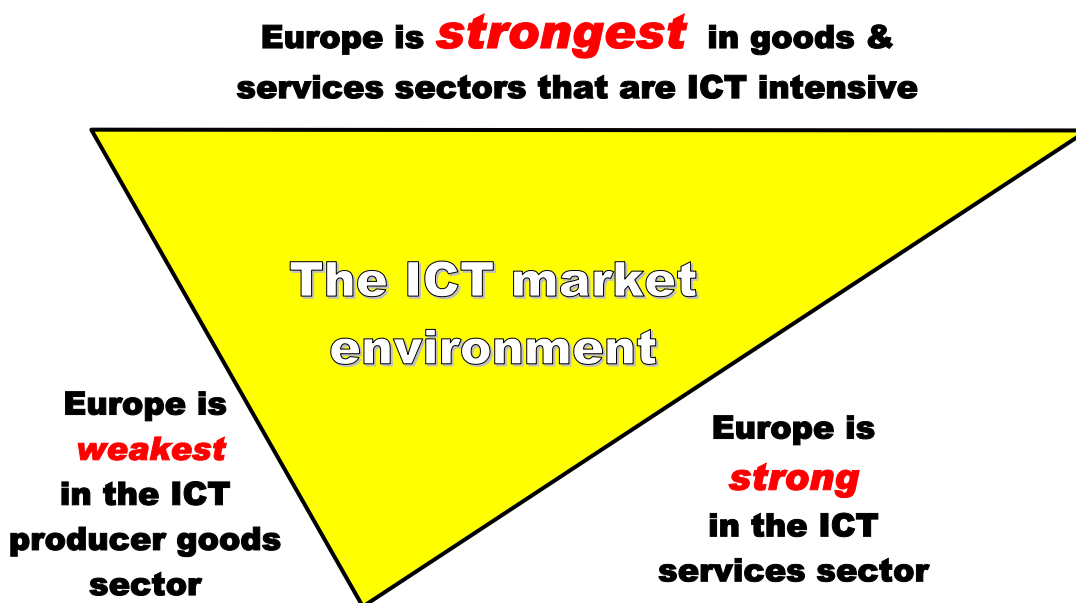 Europe is strongest in goods &
services sectors that are ICT intensive
The ICT market
environment
Europe is
weakest
in the ICT
producer goods
sector
Europe is
strong
in the ICT
services sector